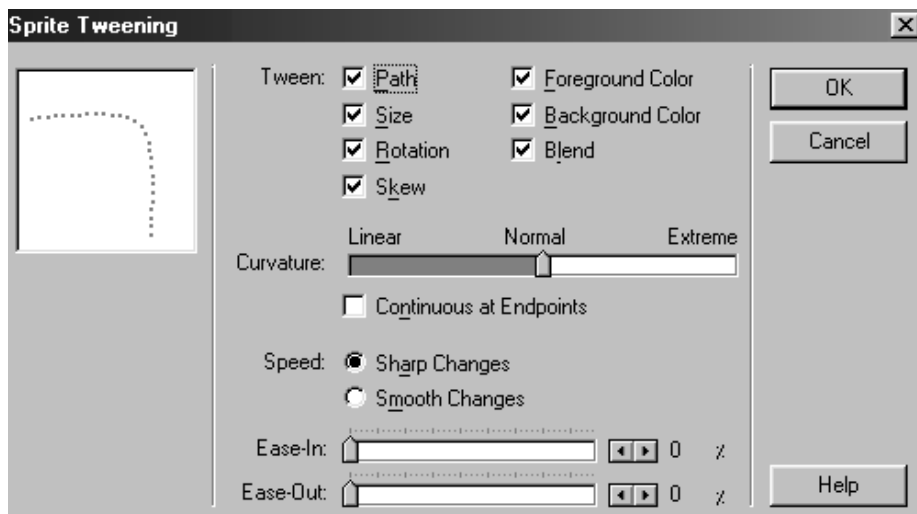 Sprite Tweening
Tween: Path Foreground Color OK
Size Background Color
Rotation Blend Cancel
Skew
Linear Normal Extreme
Curvature:
Continuous at Endpoints
Speed: Sharp Changes
Smooth Changes
Ease-In: 0 %
Ease-Out: 0 %
Help